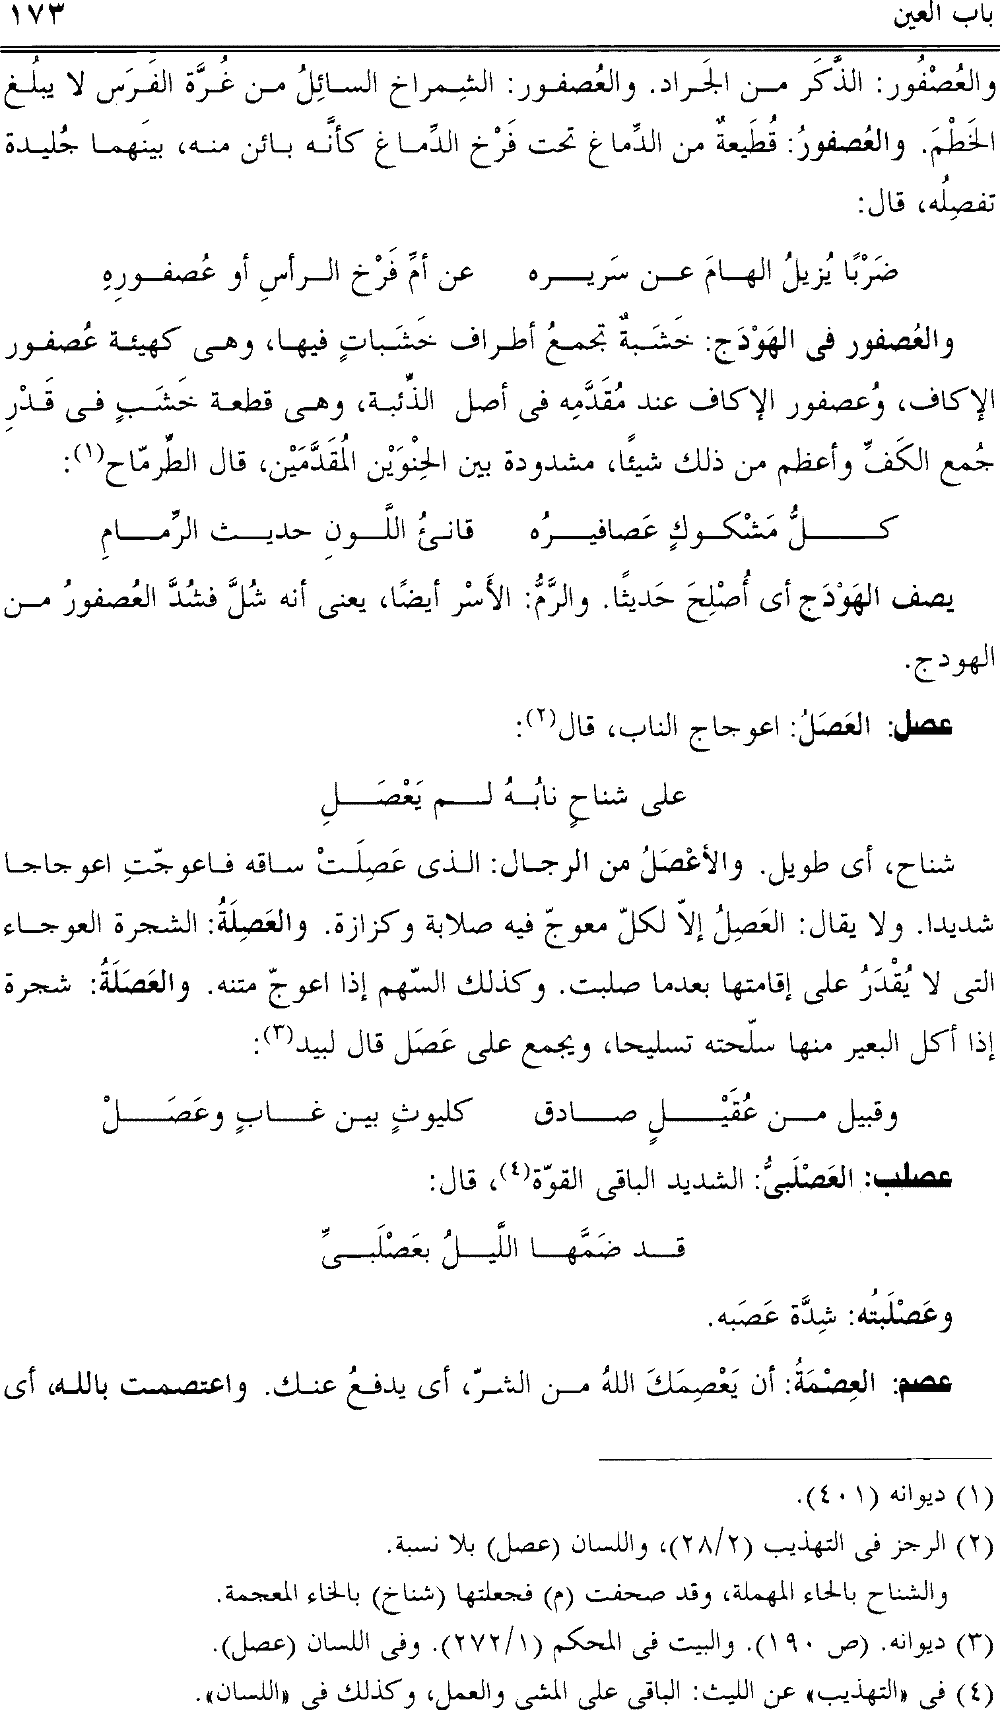 باب العين ١٧٣
والعُصْفُور: الذَّكَر مـن الجَراد. والعُصفور: الشِمراخ السائِلُ من غُرَّة الفَرَس لا يبلُغ
الخَطْمَ. والعُصفورُ: قُطَيعةٌ من الدِّماغ تحت فَرْخ الدِّماغ كأنَّه بائن منه، بينَهما جُليدة
تفصِلُه، قال:
ضَرْبًا يُزيلُ الهامَ عن سَريره عن أمِّ فَرْخ الرأسِ أو عُصفورِهِ
والعُصفور فى الهَوْدَج: خَشَبةٌ تجمعُ أطراف خَشَباتٍ فيها، وهى كهيئة عُصفور
الإكاف، وُعصفور الإكاف عند مُقَدَّمِه فى أصل الذِّئبة، وهى قطعة خَشَبٍ فى قَدْرِ
جُمع الكَفِّ وأعظم من ذلك شيئًا، مشدودة بين الحِنْوَيْن المُقَدَّمَيْن، قال الطِّرمّاح(١):
كلُّ مَشْكوكٍ عَصافيرُه قانئُ اللَّونِ حديث الرِّمامِ
يصف الهَوْدَج أى أُصْلِحَ حَديثًا. والرَّمُّ: الأَسْر أيضًا، يعنى أنه شُلَّ فشُدَّ العُصفورُ من
الهودج.
عصل: العَصَلُ: اعوجاج الناب، قال(٢):
على شناحٍ نابُهُ لم يَعْصَلِ
شناح، أى طويل. والأعْصَلُ من الرجال: الذى عَصِلَتْ ساقه فاعوجّتِ اعوجاجا
شديدا. ولا يقال: العَصِلُ إلاّ لكلّ معوجّ فيه صلابة وكزازة. والعَصِلَةُ: الشجرة العوجاء
التى لا يُقْدَرُ على إقامتها بعدما صلبت. وكذلك السّهم إذا اعوجّ متنه. والعَصَلَةُ: شجرة
إذا أكل البعير منها سلّحته تسليحا، ويجمع على عَصَل قال لبيد(٣):
وقبيل من عُقَيْلٍ صادق كليوثٍ بين غابٍ وعَصَلْ
عصلب: العَصْلَبىُّ: الشديد الباقى القوّة(٤)، قال:
قد ضَمَّها اللَّيلُ بعَصْلَبىِّ
وعَصْلَبتُه: شِدَّة عَصَبه.
عصم: العِصْمَةُ: أن يَعْصِمَكَ اللهُ من الشرّ، أى يدفعُ عنك. واعتصمت بالله، أى
(١) ديوانه (٤٠١).
(٢) الرجز فى التهذيب (٢٨/٢)، واللسان (عصل) بلا نسبة.
والشناح بالحاء المهملة، وقد صحفت (م) فجعلتها (شناخ) بالخاء المعجمة.
(٣) ديوانه. (ص ١٩٠). والبيت فى المحكم (٢٧٢/١). وفى اللسان (عصل).
(٤) فى «التهذيب» عن الليث: الباقى على المشى والعمل، وكذلك فى «اللسان».